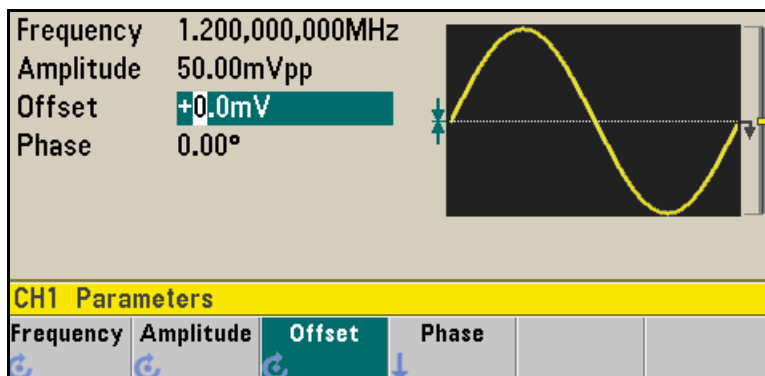 Frequency 1.200,000,000MHz
Amplitude 50.00mVpp
Offset +0.0mV
Phase 0.00°
CH1 Parameters
Frequency Amplitude Offset Phase